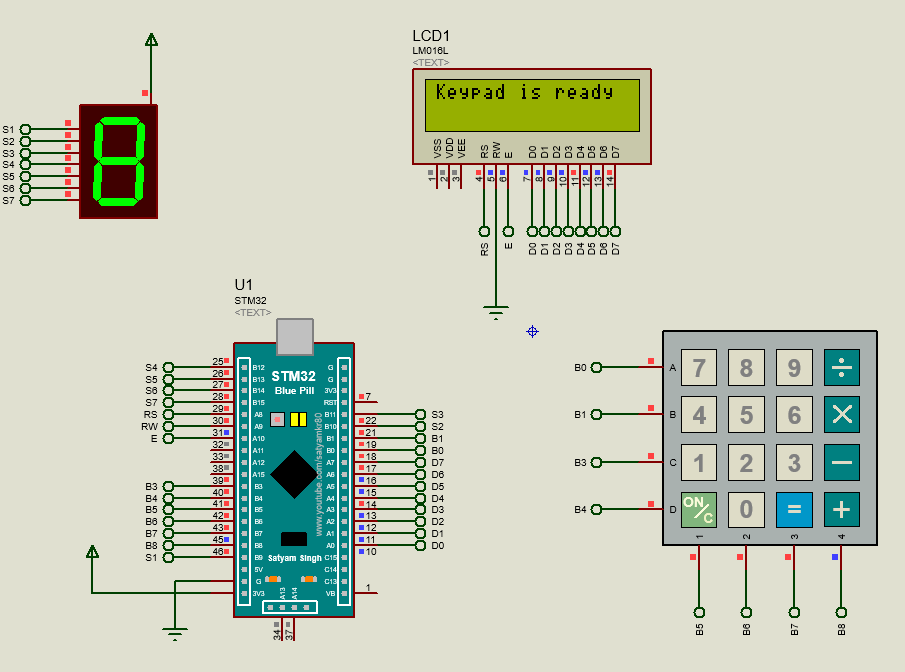 LCD1
LM016L
<TEXT>
Keypad is ready
VSS VDD VEE RS RW E D0 D1 D2 D3 D4 D5 D6 D7
1 2 3 4 5 6 7 8 9 10 11 12 13 14
RS E D0 D1 D2 D3 D4 D5 D6 D7
S1
S2
S3
S4
S5
S6
S7
U1
STM32
<TEXT>
STM32
Blue Pill
www.youtube.com/satyamkr80
Satyam Singh
S4 25 B12
S5 26 B13
S6 27 B14
S7 28 B15
RS 29 A8
RW 30 A9
E 31 A10
32 A11
33 A12
38 A15
B3 39 B3
B4 40 B4
B5 41 B5
B6 42 B6
B7 43 B7
B8 45 B8
S1 46 B9
5V
G
3V3
G
G
3V3
RST 7
B11 S3
B10 22 S2
B1 21 B1
B0 19 B0
A7 18 D7
A6 17 D6
A5 16 D5
A4 15 D4
A3 14 D3
A2 13 D2
A1 12 D1
A0 11 D0
C15 10
C14
C13
VB 1
A13 A14
34 37
B0 A 7 8 9 ÷
B1 B 4 5 6 ×
B3 C 1 2 3 −
B4 D ON/C 0 = +
1 2 3 4
B5 B6 B7 B8